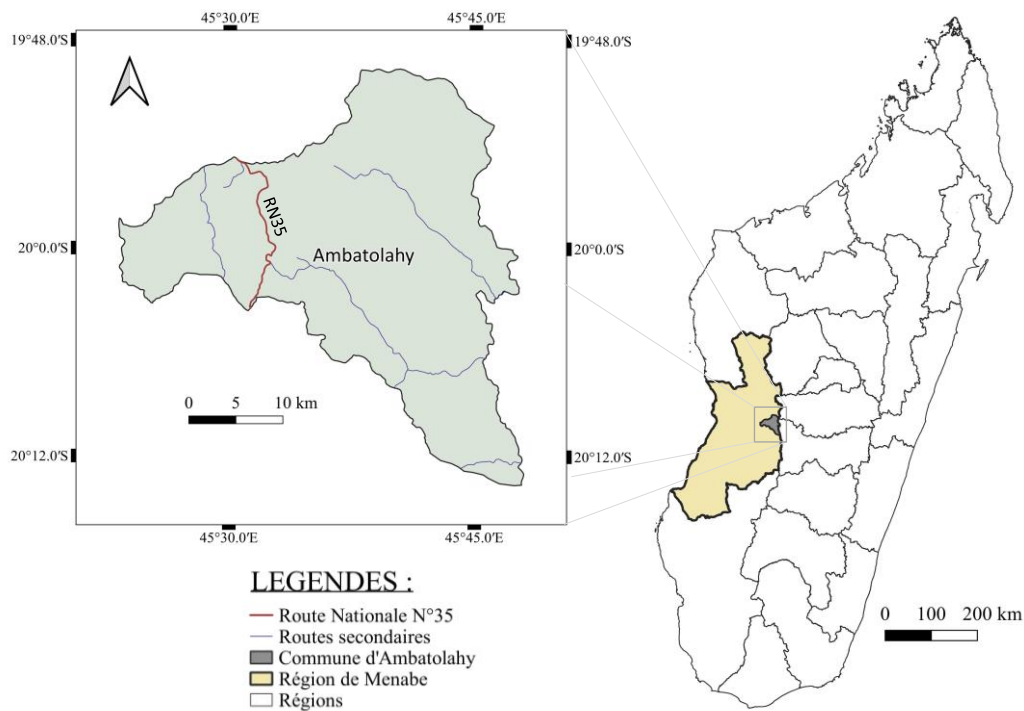 45°30.0'E 45°45.0'E
19°48.0'S 19°48.0'S
RN35
20°0.0'S 20°0.0'S
Ambatolahy
0 5 10 km
20°12.0'S 20°12.0'S
45°30.0'E 45°45.0'E
LEGENDES :
Route Nationale N°35
Routes secondaires
Commune d'Ambatolahy
Région de Menabe
Régions
0 100 200 km